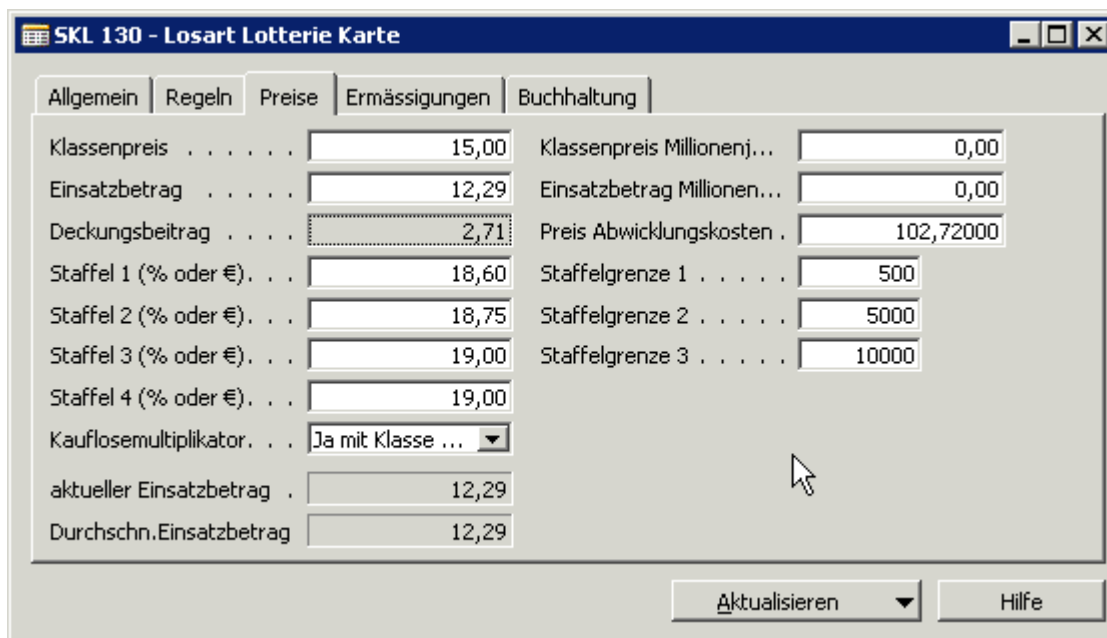 SKL 130 - Losart Lotterie Karte
Allgemein Regeln Preise Ermässigungen Buchhaltung
Klassenpreis . . . . . . 15,00 Klassenpreis Millionenj... 0,00
Einsatzbetrag . . . . . 12,29 Einsatzbetrag Millionen... 0,00
Deckungsbeitrag . . . . 2,71 Preis Abwicklungskosten . 102,72000
Staffel 1 (% oder €). . . 18,60 Staffelgrenze 1 . . . . . 500
Staffel 2 (% oder €). . . 18,75 Staffelgrenze 2 . . . . . 5000
Staffel 3 (% oder €). . . 19,00 Staffelgrenze 3 . . . . . 10000
Staffel 4 (% oder €). . . 19,00
Kauflosemultiplikator. . . Ja mit Klasse ...
aktueller Einsatzbetrag . 12,29
Durchschn.Einsatzbetrag 12,29
Aktualisieren Hilfe